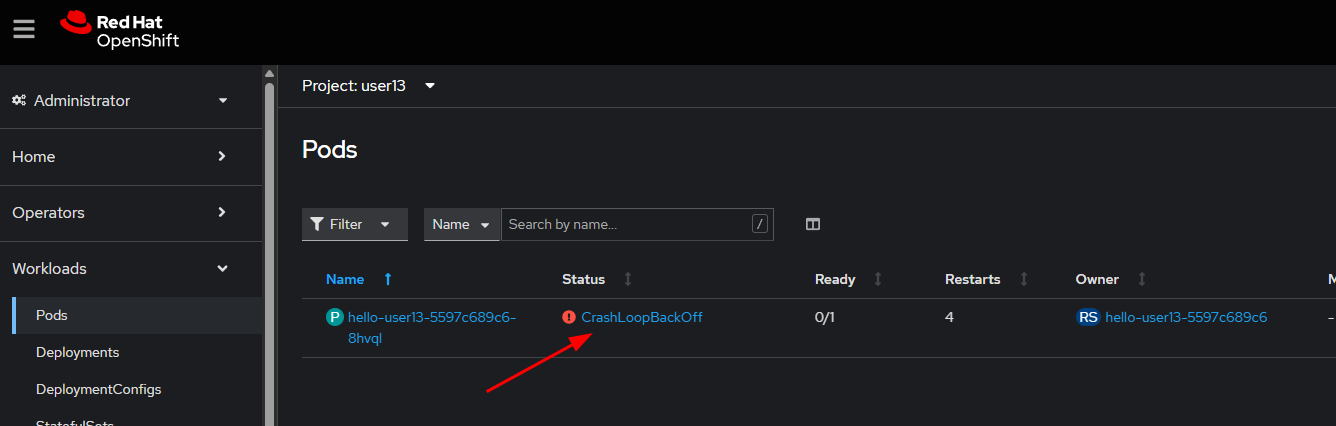 Red Hat
OpenShift
Administrator
Home
Operators
Workloads
Pods
Deployments
DeploymentConfigs
StatefulSets
Project: user13
Pods
Filter
Name
Search by name...
/
Name
Status
Ready
Restarts
Owner
M
P hello-user13-5597c689c6-
8hvql
CrashLoopBackOff
0/1
4
RS hello-user13-5597c689c6
-